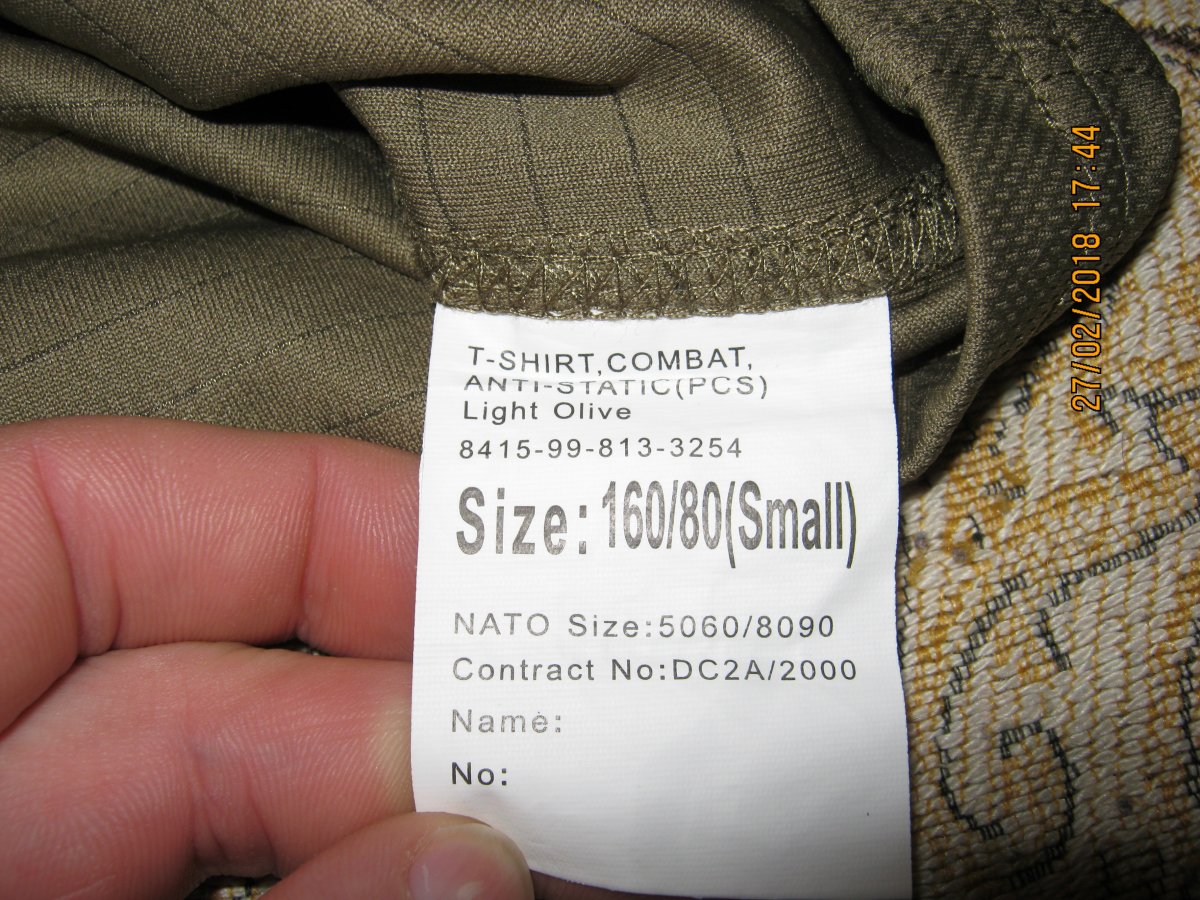 T-SHIRT,COMBAT,
ANTI-STATIC(PCS)
Light Olive
8415-99-813-3254
Size: 160/80(Small)
NATO Size:5060/8090
Contract No:DC2A/2000
Name:
No:
27/02/2018 17:44